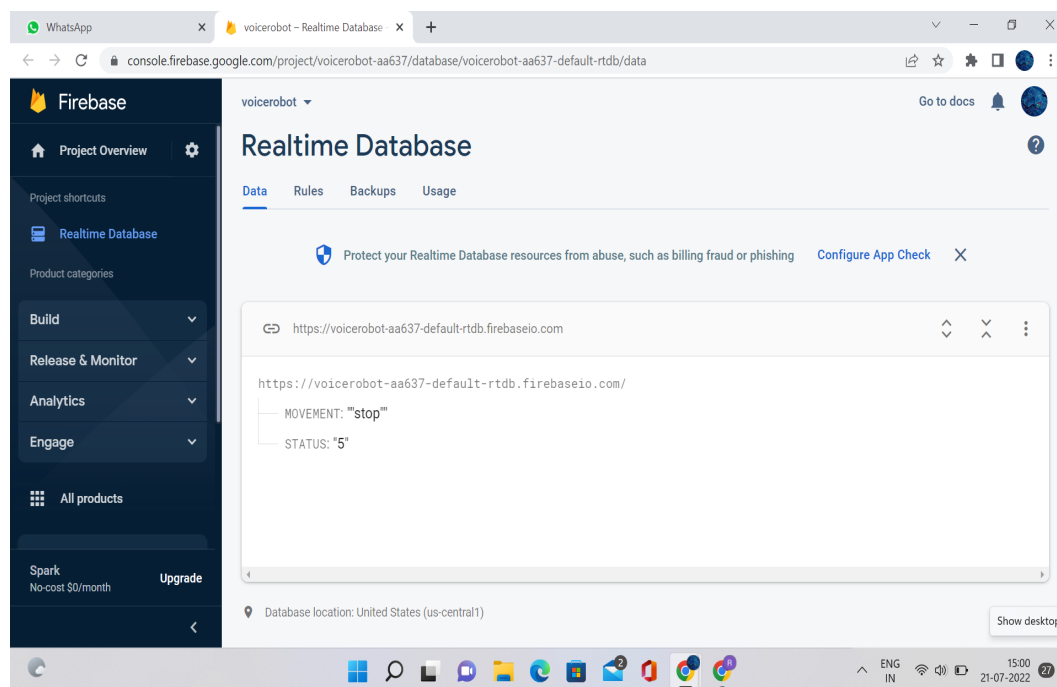 WhatsApp
voicerobot – Realtime Database -
console.firebase.google.com/project/voicerobot-aa637/database/voicerobot-aa637-default-rtdb/data
Firebase
voicerobot
Go to docs
Project Overview
Realtime Database
Data Rules Backups Usage
Project shortcuts
Realtime Database
Protect your Realtime Database resources from abuse, such as billing fraud or phishing Configure App Check
Product categories
Build
https://voicerobot-aa637-default-rtdb.firebaseio.com
Release & Monitor
https://voicerobot-aa637-default-rtdb.firebaseio.com/
Analytics
MOVEMENT: ""stop""
Engage
STATUS: "5"
All products
Spark
No-cost $0/month
Upgrade
Database location: United States (us-central1)
Show desktop
2
R
ENG
IN
15:00
21-07-2022
27